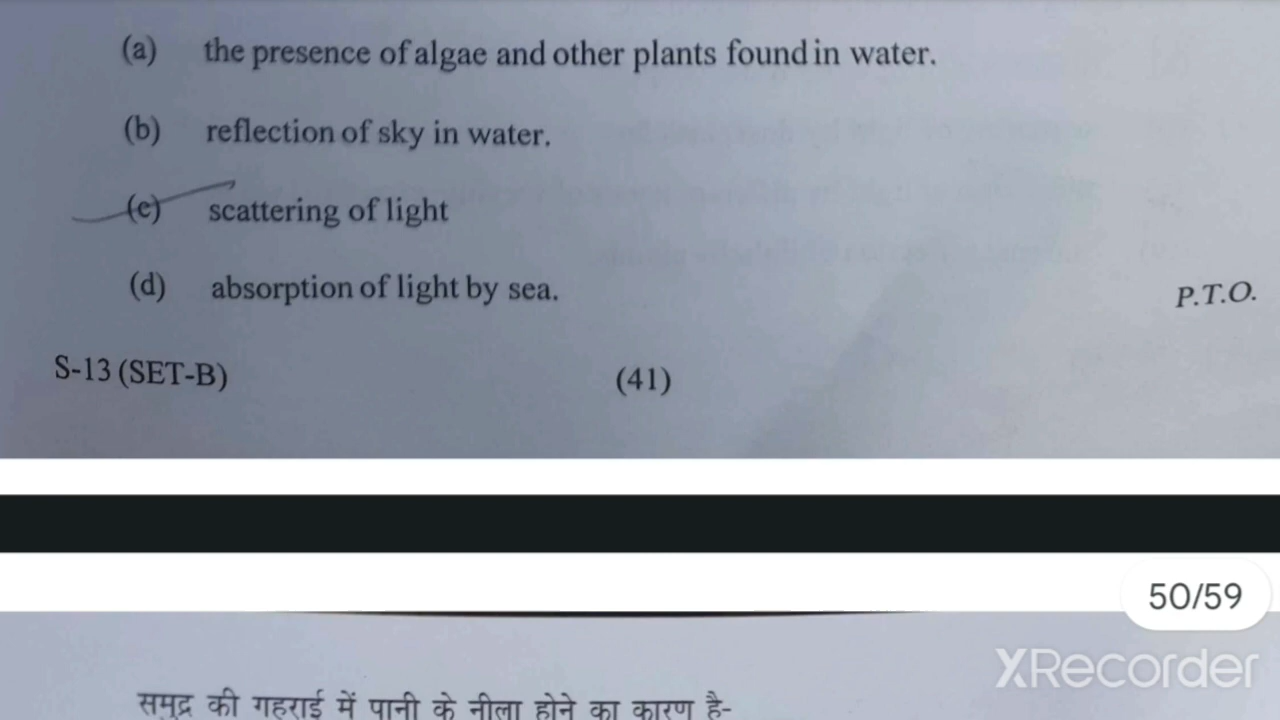 (a) the presence of algae and other plants found in water.
(b) reflection of sky in water.
(c) scattering of light
(d) absorption of light by sea.
P.T.O.
S-13 (SET-B) (41)
50/59
XRecorder
समुद्र की गहराई में पानी के नीला होने का कारण है-